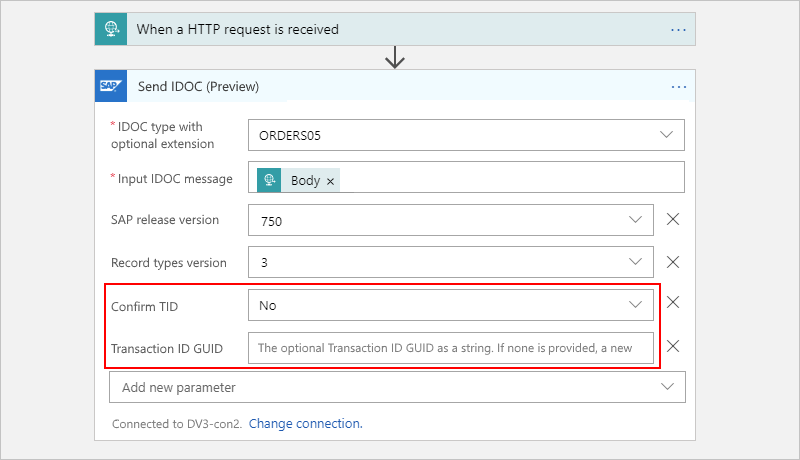 When a HTTP request is received
...
SAP
Send IDOC (Preview)
...
* IDOC type with
optional extension
ORDERS05
* Input IDOC message
Body ×
SAP release version
750
Record types version
3
Confirm TID
No
Transaction ID GUID
The optional Transaction ID GUID as a string. If none is provided, a new
Add new parameter
Connected to DV3-con2. Change connection.